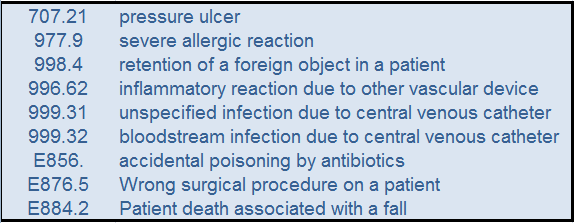 707.21 pressure ulcer
977.9 severe allergic reaction
998.4 retention of a foreign object in a patient
996.62 inflammatory reaction due to other vascular device
999.31 unspecified infection due to central venous catheter
999.32 bloodstream infection due to central venous catheter
E856. accidental poisoning by antibiotics
E876.5 Wrong surgical procedure on a patient
E884.2 Patient death associated with a fall